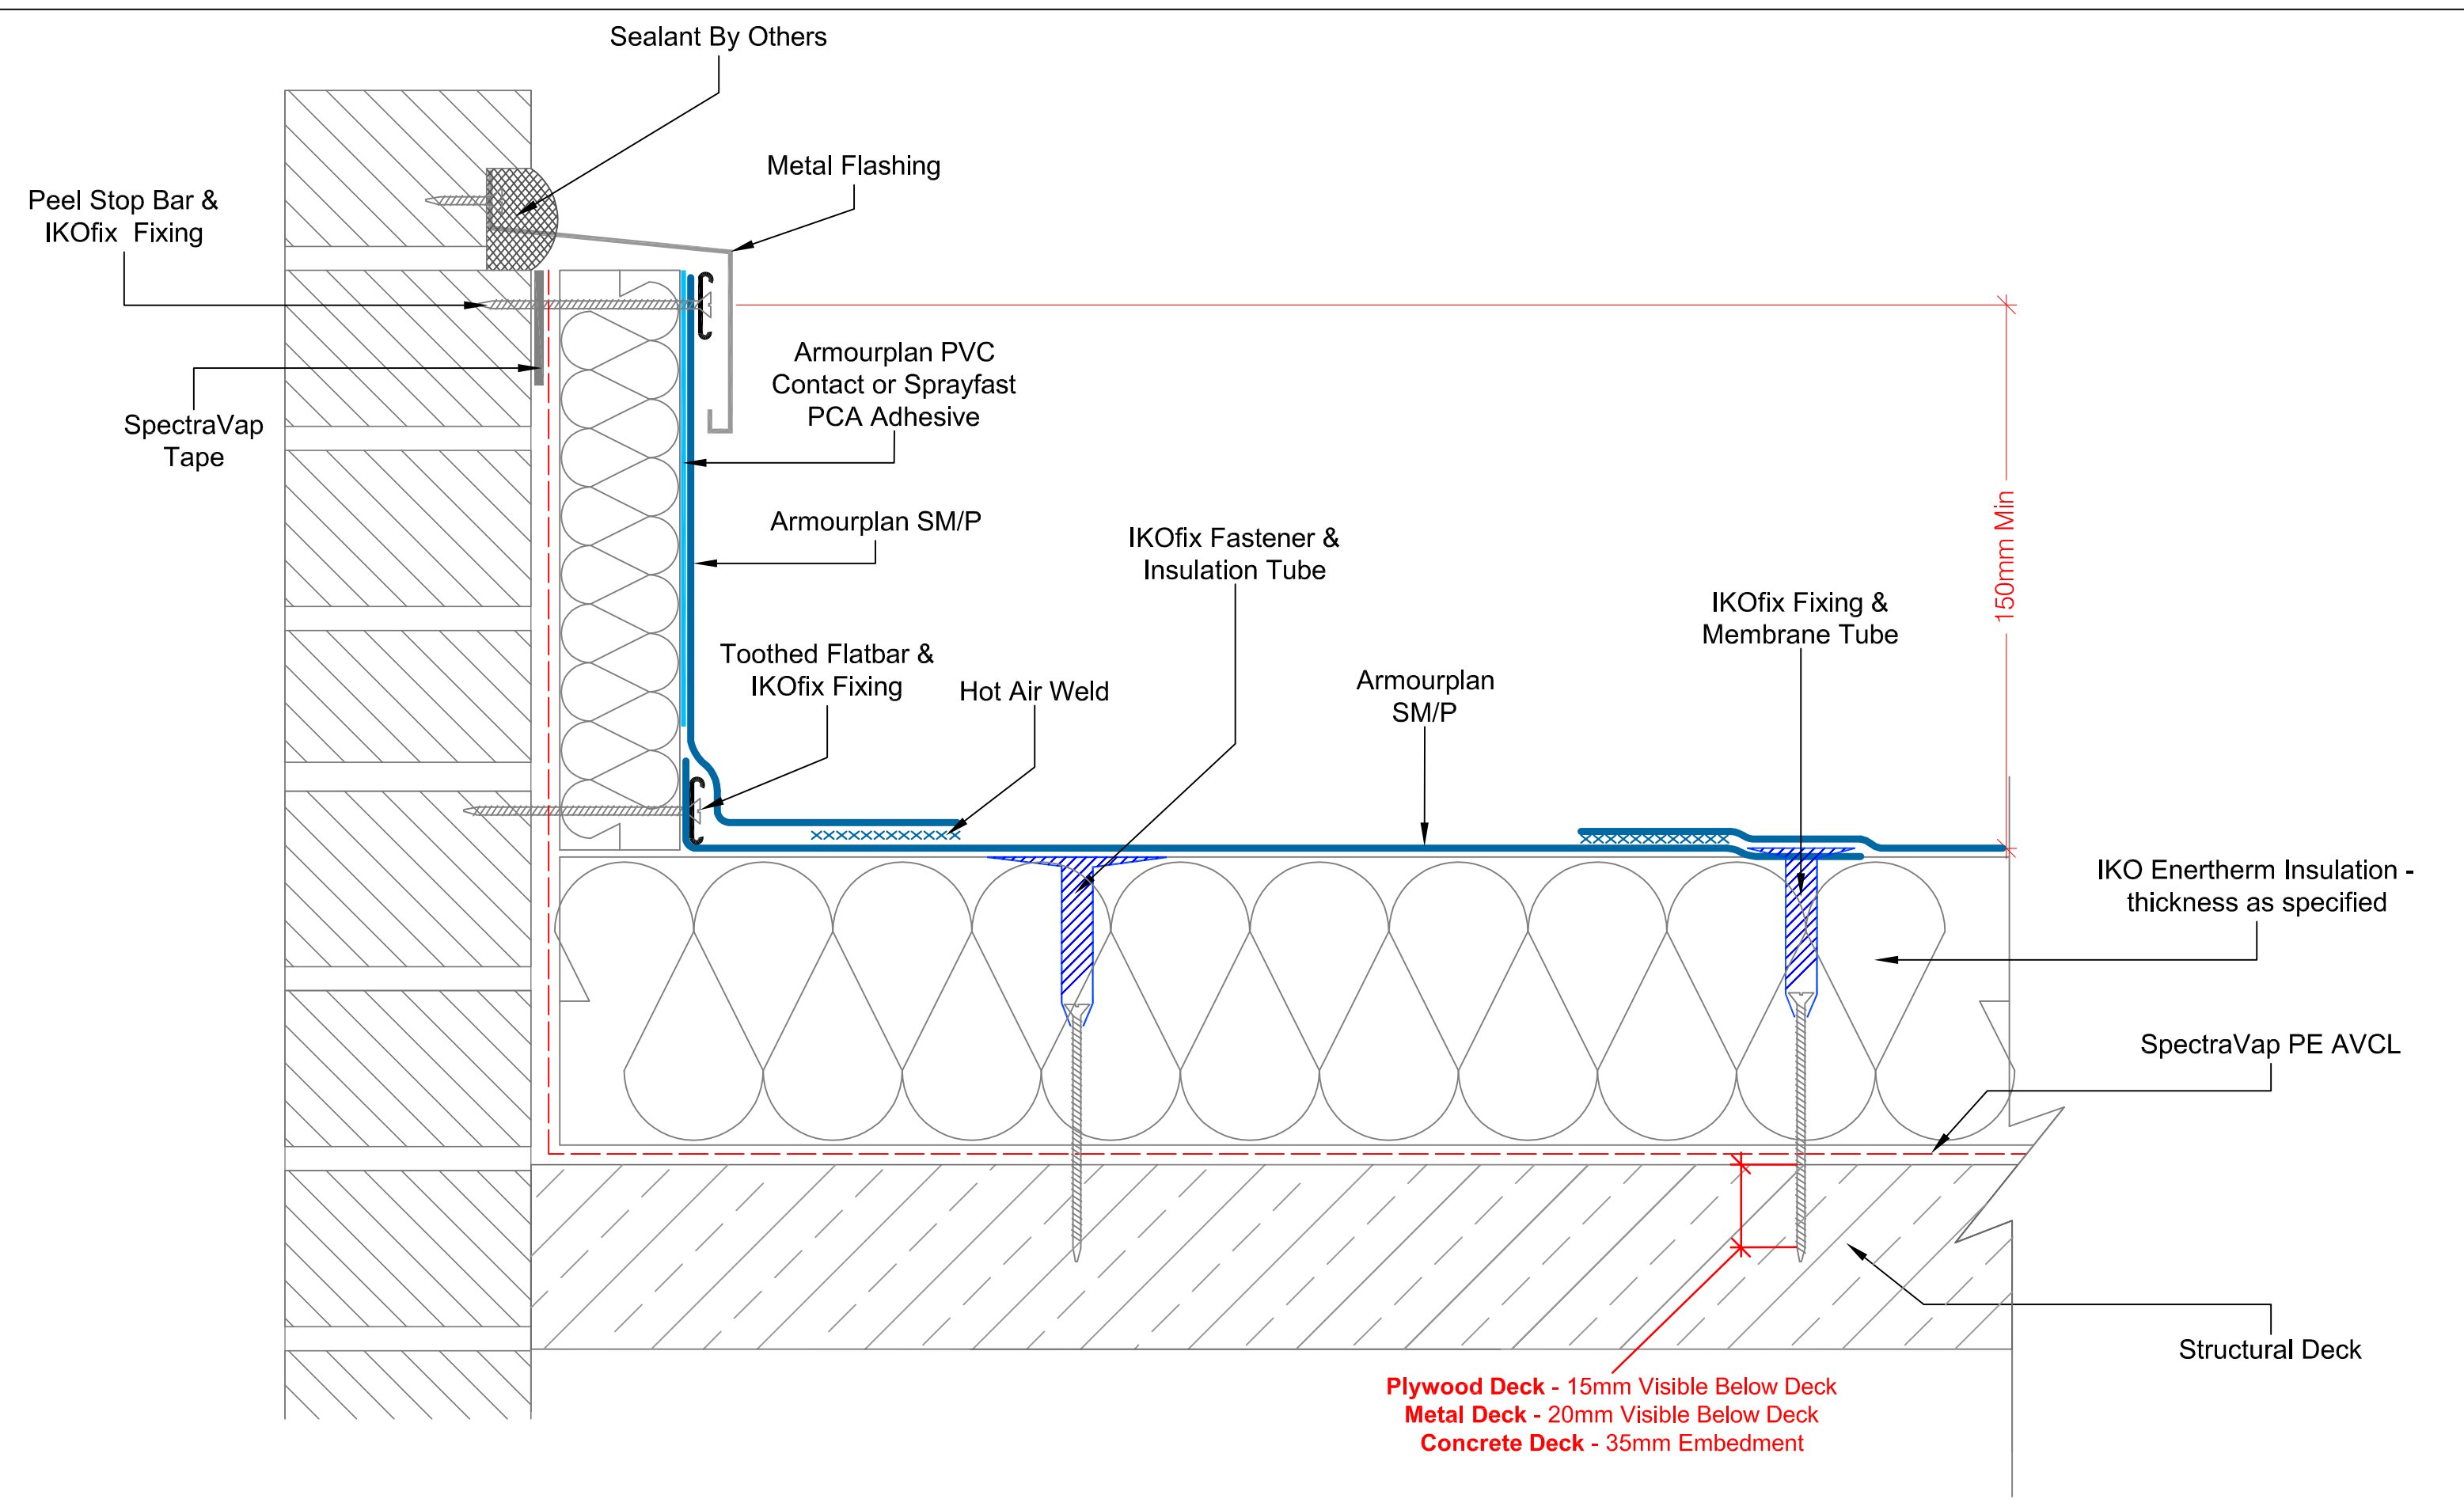 Sealant By Others
Metal Flashing
Peel Stop Bar &
IKOfix Fixing
Armourplan PVC
Contact or Sprayfast
PCA Adhesive
SpectraVap
Tape
Armourplan SM/P
IKOfix Fastener &
Insulation Tube
150mm Min
IKOfix Fixing &
Membrane Tube
Toothed Flatbar &
IKOfix Fixing
Hot Air Weld
Armourplan
SM/P
IKO Enertherm Insulation -
thickness as specified
SpectraVap PE AVCL
Structural Deck
Plywood Deck - 15mm Visible Below Deck
Metal Deck - 20mm Visible Below Deck
Concrete Deck - 35mm Embedment